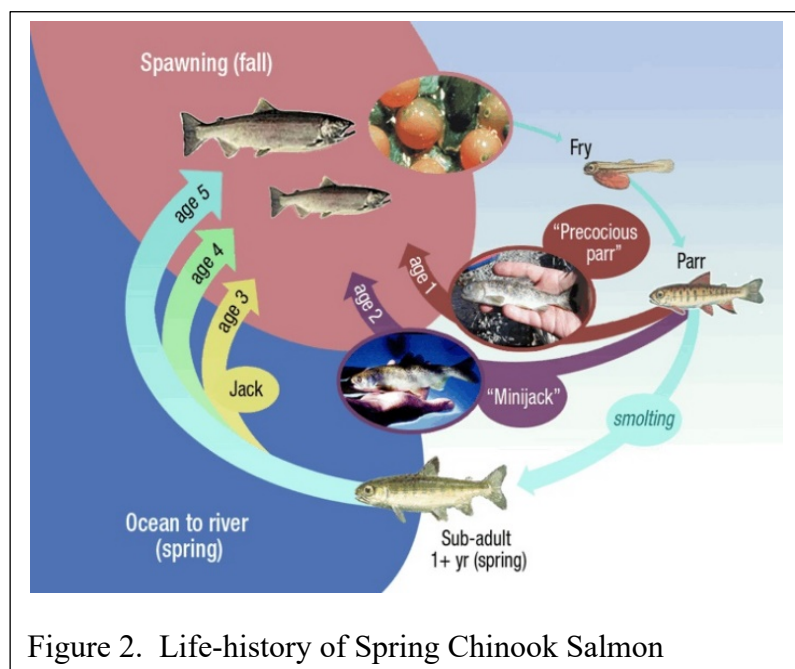 Spawning (fall)
Fry
"Precocious
parr"
Parr
age 5
age 4
age 3
age 2
age 1
Jack
"Minijack"
smolting
Ocean to river
(spring)
Sub-adult
1+ yr (spring)
Figure 2. Life-history of Spring Chinook Salmon